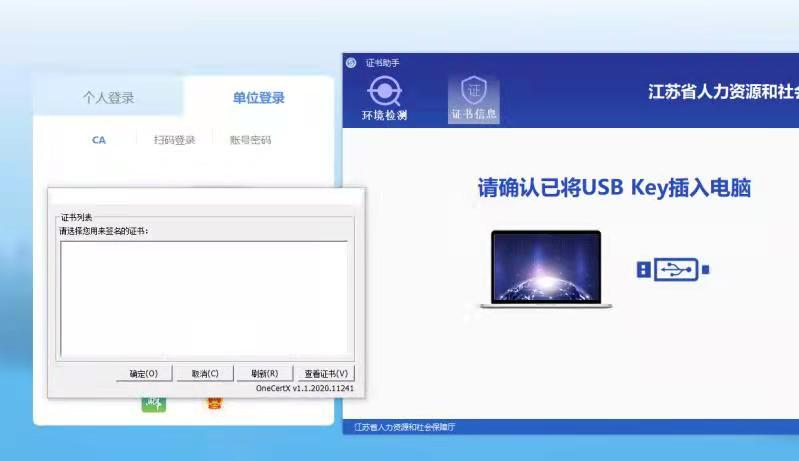 个人登录
单位登录
CA
扫码登录
账号密码
证书列表
请选择您用来签名的证书:
确定(O)
取消(C)
刷新(R)
查看证书(V)
OneCertX v1.1.2020.11241
证书助手
环境检测
证
证书信息
江苏省人力资源和社会
请确认已将USB Key插入电脑
江苏省人力资源和社会保障厅